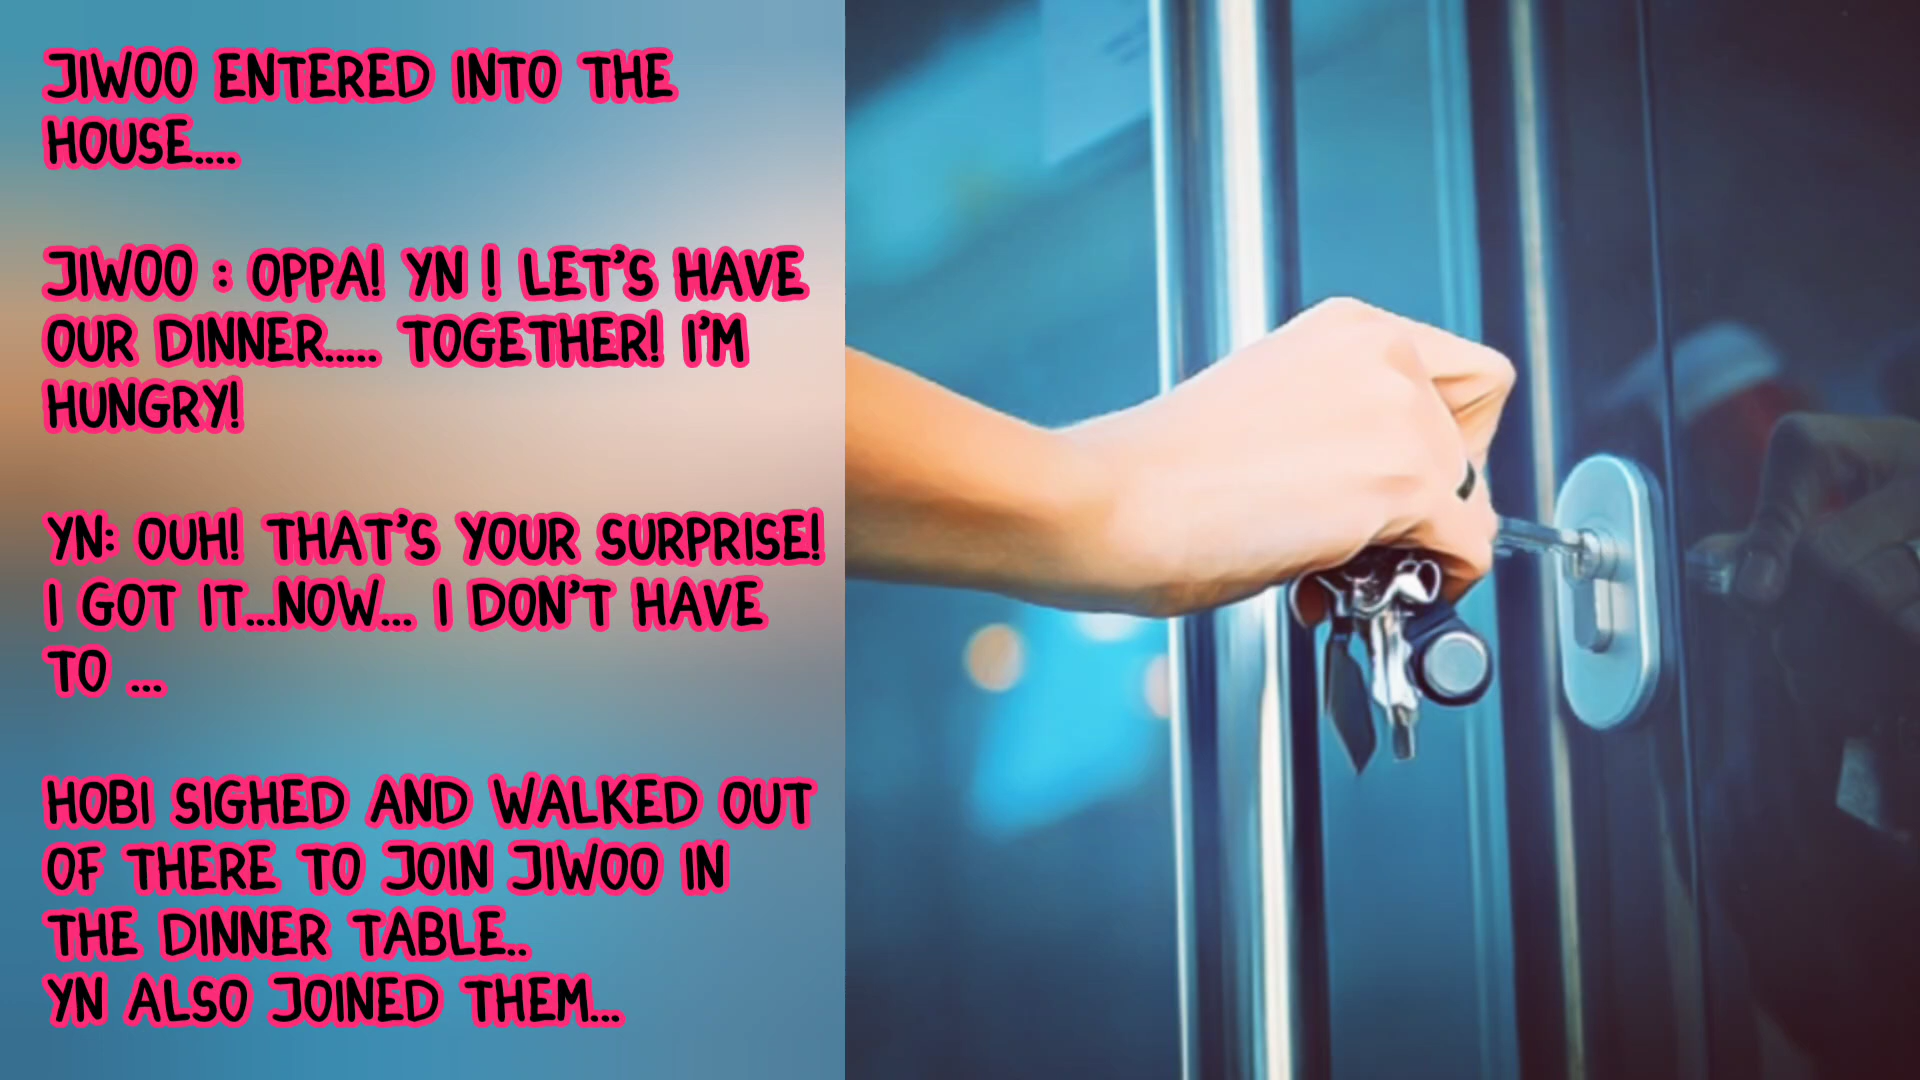 JIWOO ENTERED INTO THE
HOUSE....
JIWOO : OPPA! YN ! LET'S HAVE
OUR DINNER..... TOGETHER! I'M
HUNGRY!
YN: OUH! THAT'S YOUR SURPRISE!
I GOT IT...NOW... I DON'T HAVE
TO ...
HOBI SIGHED AND WALKED OUT
OF THERE TO JOIN JIWOO IN
THE DINNER TABLE..
YN ALSO JOINED THEM...